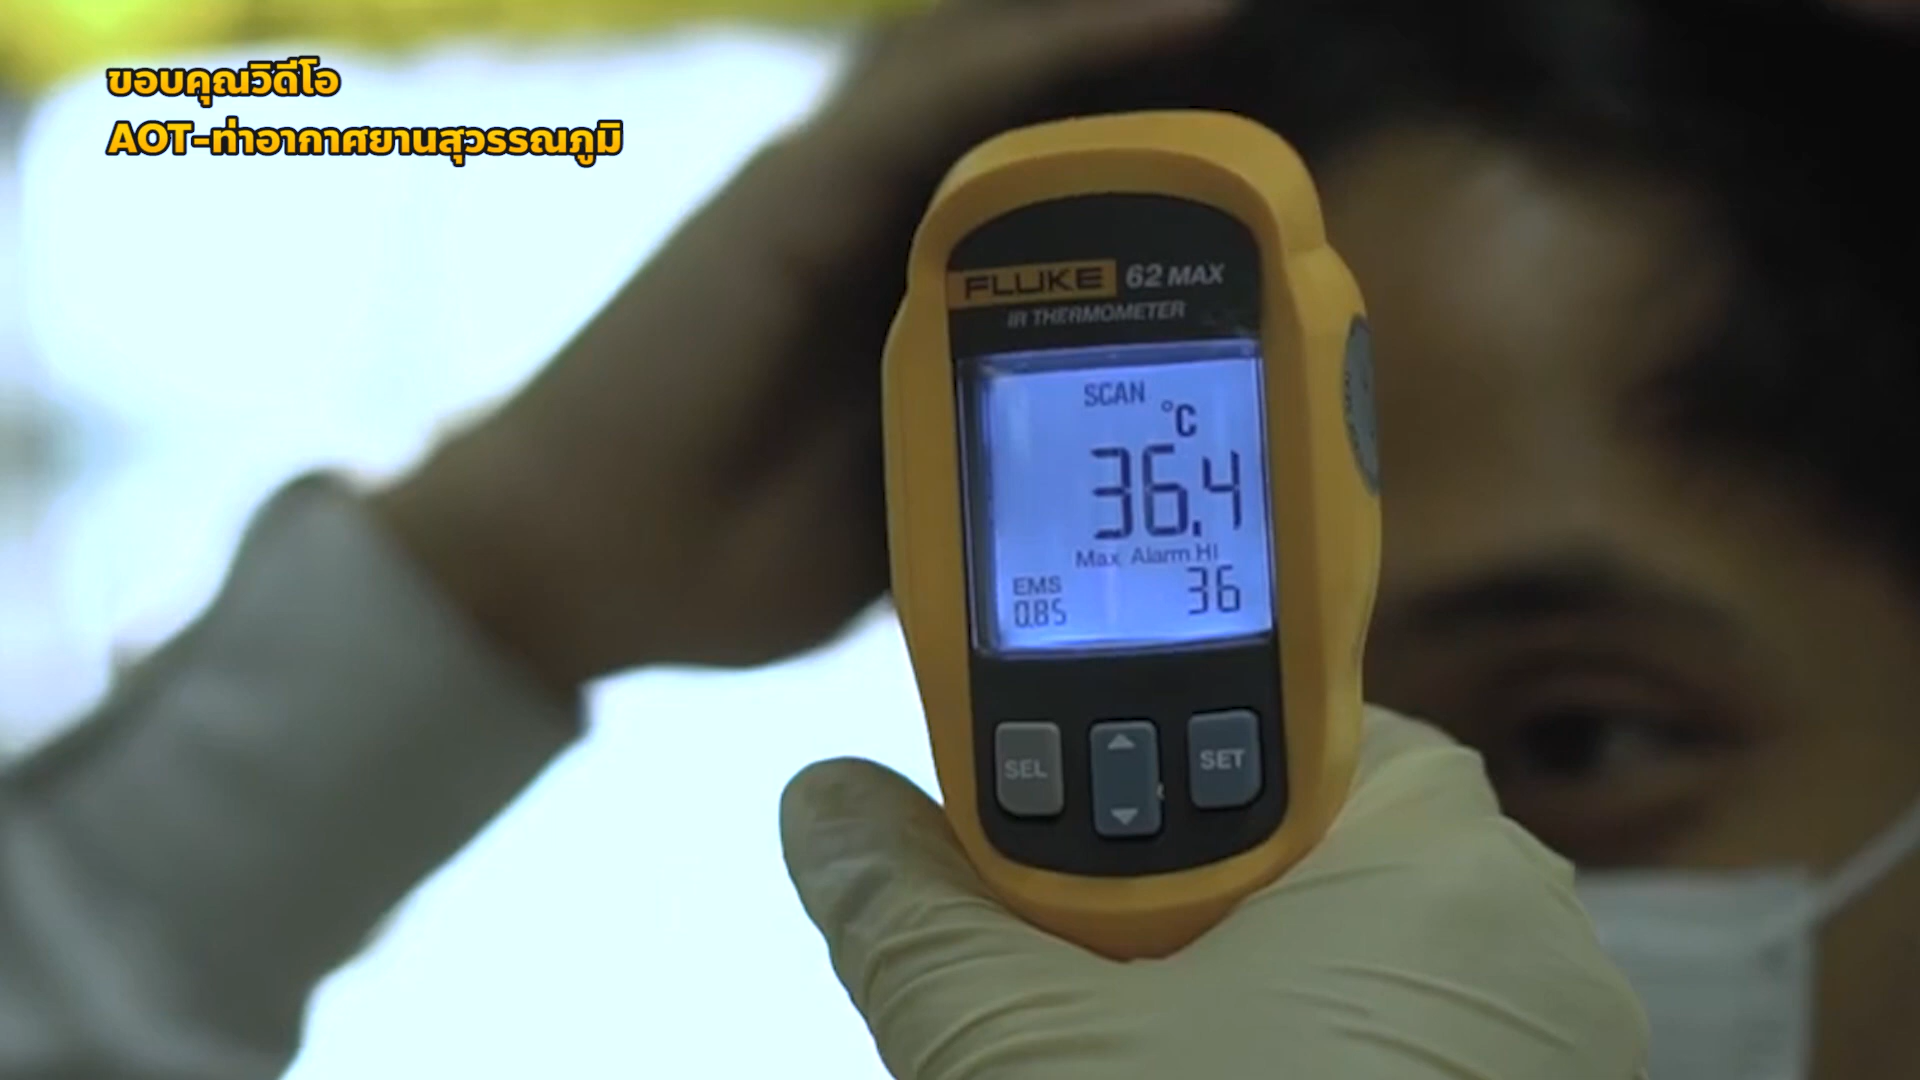 ขอบคุณวิดีโอ
AOT-ท่าอากาศยานสุวรรณภูมิ
FLUKE 62 MAX
IR THERMOMETER
SCAN
°C
36.4
Max Alarm HI
EMS
0.85
36
SEL
SET